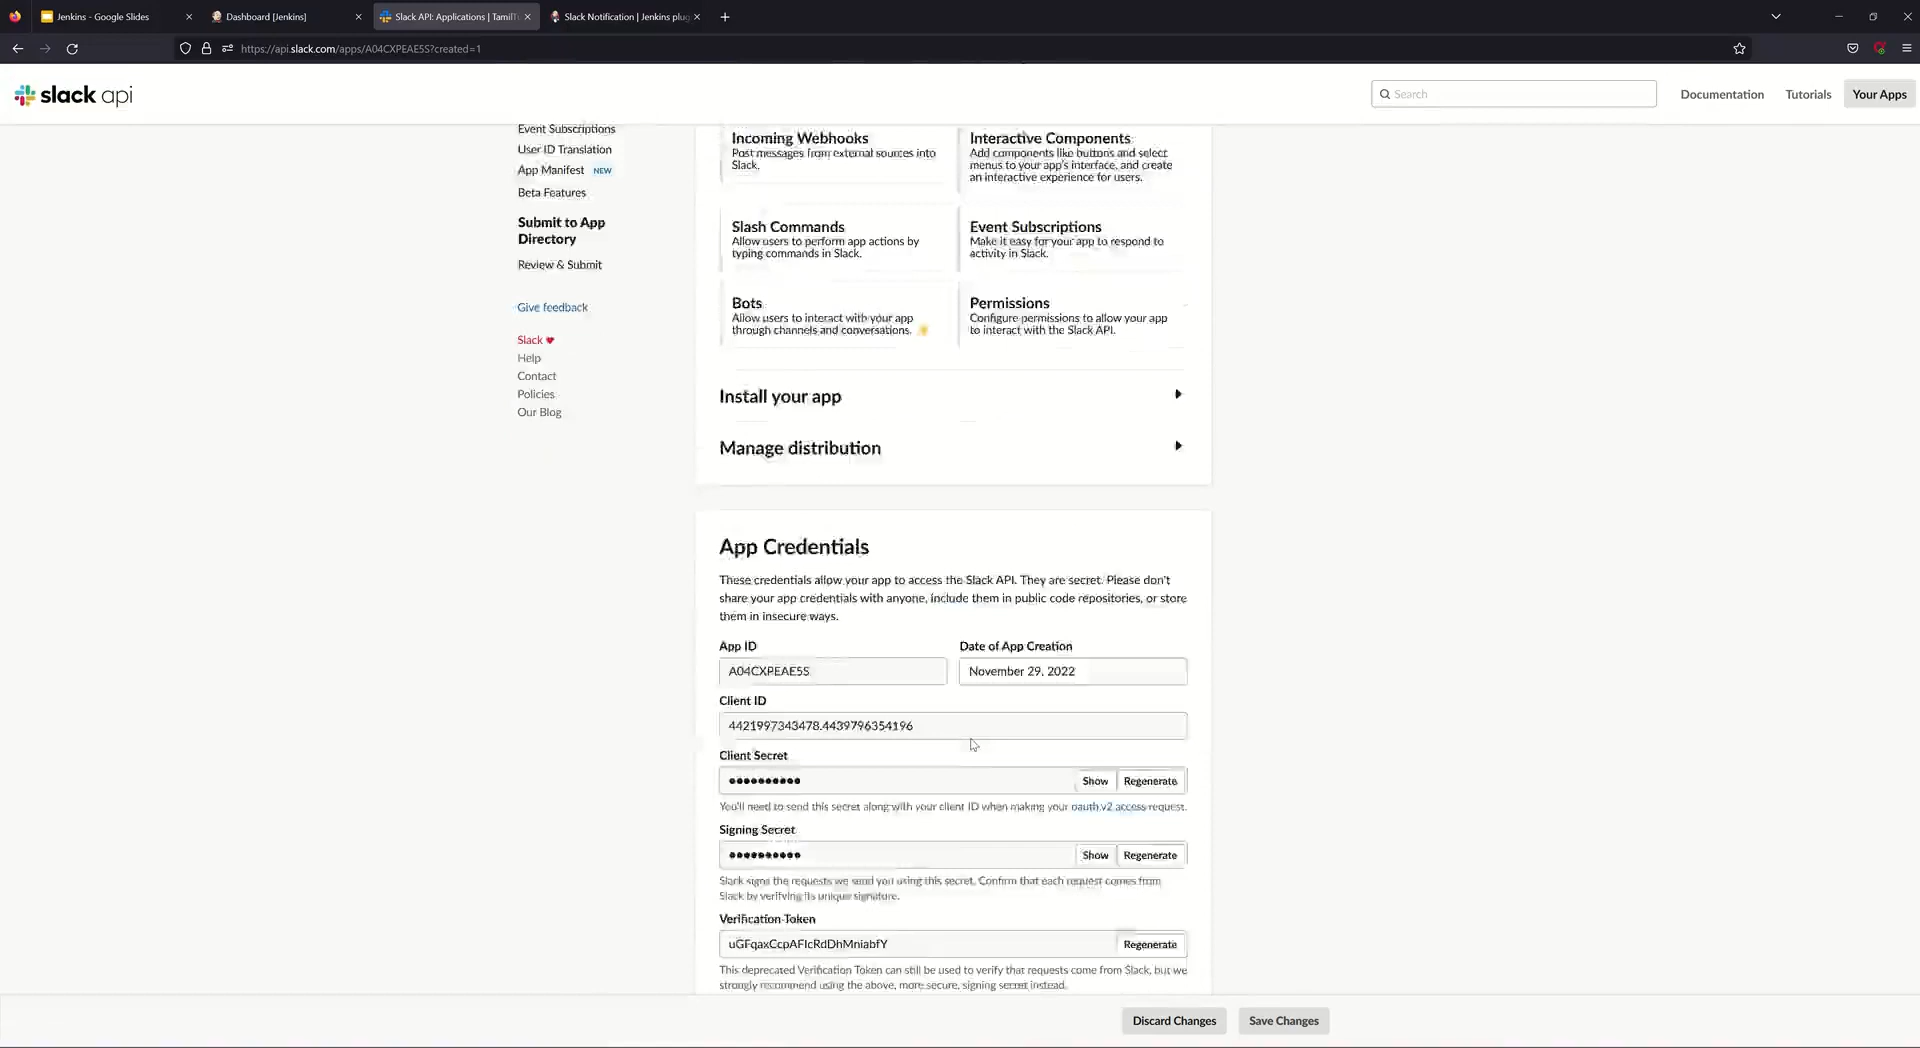 Jenkins - Google Slides
Dashboard [Jenkins]
Slack API: Applications | TamilTu
Slack Notification | Jenkins plug
https://api.slack.com/apps/A04CXPEAE5S?created=1
slack api
Search
Documentation
Tutorials
Your Apps
Event Subscriptions
User ID Translation
App Manifest NEW
Beta Features
Submit to App
Directory
Review & Submit
Give feedback
Slack ♥
Help
Contact
Policies
Our Blog
Incoming Webhooks
Post messages from external sources into
Slack.
Interactive Components
Add components like buttons and select
menus to your app's interface, and create
an interactive experience for users.
Slash Commands
Allow users to perform app actions by
typing commands in Slack.
Event Subscriptions
Make it easy for your app to respond to
activity in Slack.
Bots
Allow users to interact with your app
through channels and conversations.
Permissions
Configure permissions to allow your app
to interact with the Slack API.
Install your app
Manage distribution
App Credentials
These credentials allow your app to access the Slack API. They are secret. Please don't
share your app credentials with anyone, include them in public code repositories, or store
them in insecure ways.
App ID
Date of App Creation
A04CXPEAE5S
November 29, 2022
Client ID
4421997343478.4439796354196
Client Secret
●●●●●●●●●●
Show
Regenerate
You'll need to send this secret along with your client ID when making your oauth.v2.access request.
Signing Secret
●●●●●●●●●●
Show
Regenerate
Slack signs the requests we send you using this secret. Confirm that each request comes from
Slack by verifying its unique signature.
Verification Token
uGFqaxCcpAFIcRdDhMniabfY
Regenerate
This deprecated Verification Token can still be used to verify that requests come from Slack, but we
strongly recommend using the above, more secure, signing secret instead.
Discard Changes
Save Changes